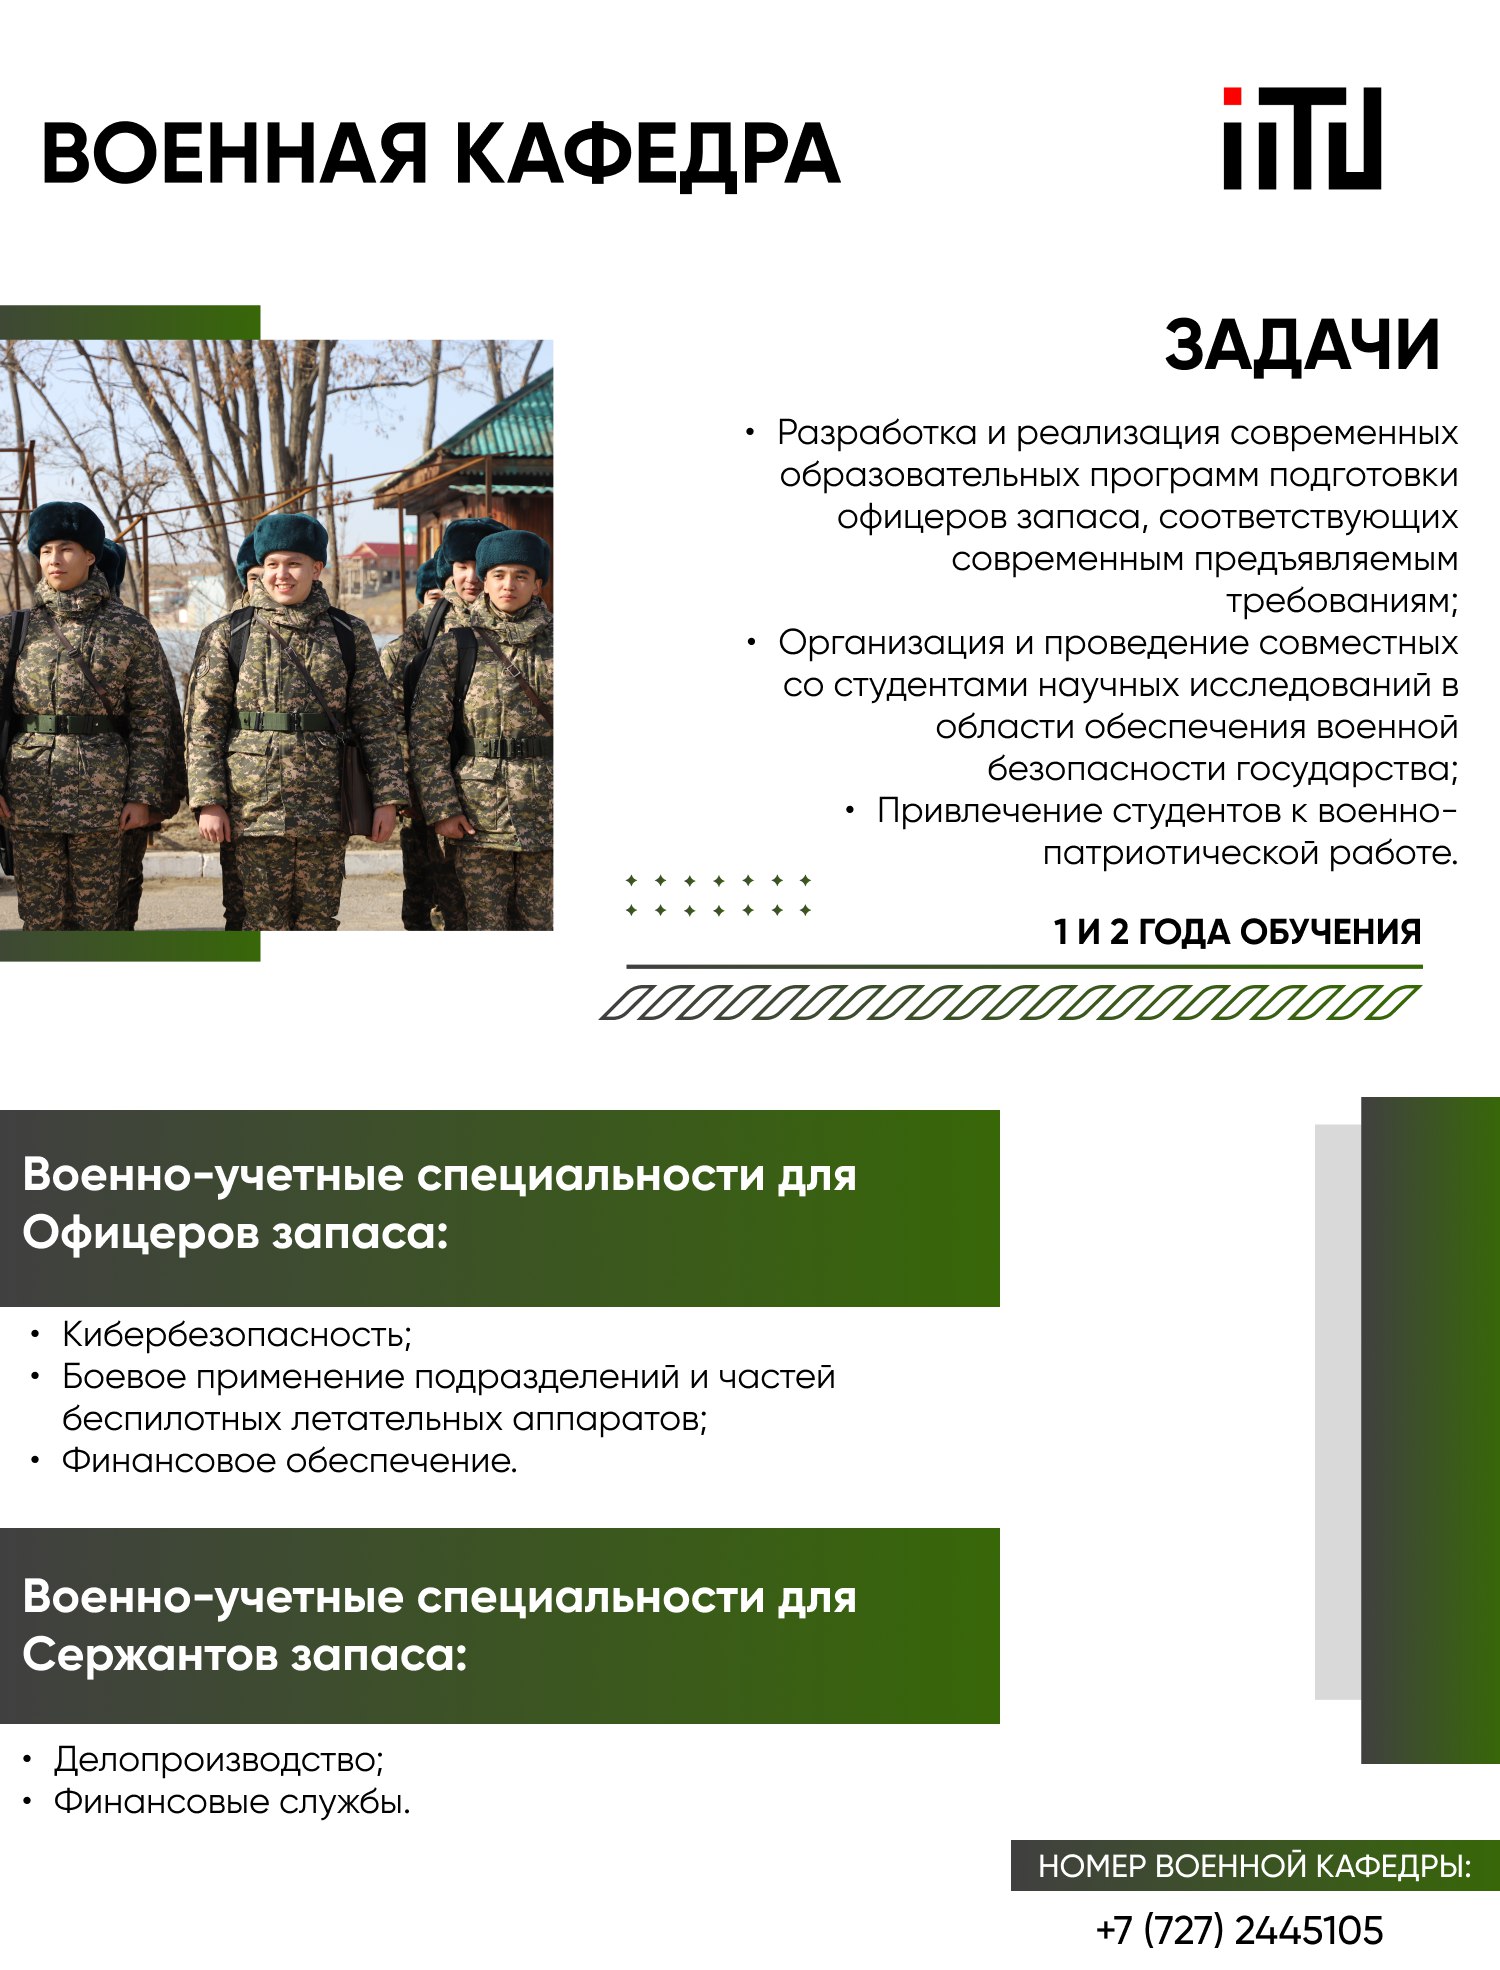 ВОЕННАЯ КАФЕДРА
iiTU
ЗАДАЧИ
• Разработка и реализация современных
образовательных программ подготовки
офицеров запаса, соответствующих
современным предъявляемым
требованиям;
• Организация и проведение совместных
со студентами научных исследований в
области обеспечения военной
безопасности государства;
• Привлечение студентов к военно-
патриотической работе.
1 И 2 ГОДА ОБУЧЕНИЯ
Военно-учетные специальности для
Офицеров запаса:
• Кибербезопасность;
• Боевое применение подразделений и частей
беспилотных летательных аппаратов;
• Финансовое обеспечение.
Военно-учетные специальности для
Сержантов запаса:
• Делопроизводство;
• Финансовые службы.
НОМЕР ВОЕННОЙ КАФЕДРЫ:
+7 (727) 2445105